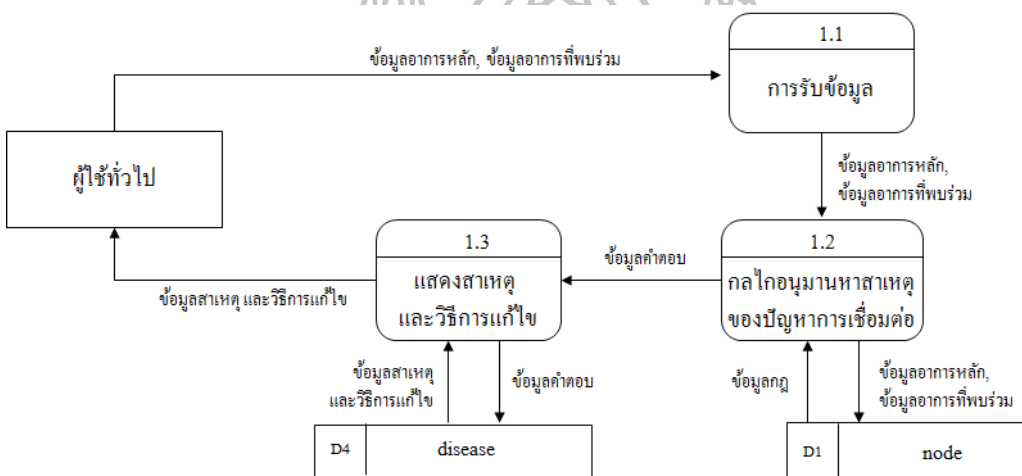 1.1
ข้อมูลอาการหลัก, ข้อมูลอาการที่พบร่วม
การรับข้อมูล
ผู้ใช้ทั่วไป
ข้อมูลอาการหลัก,
ข้อมูลอาการที่พบร่วม
1.3
แสดงสาเหตุ
และวิธีการแก้ไข
ข้อมูลคำตอบ
1.2
กลไกอนุมานหาสาเหตุ
ของปัญหาการเชื่อมต่อ
ข้อมูลสาเหตุ และวิธีการแก้ไข
ข้อมูลสาเหตุ
และวิธีการแก้ไข
ข้อมูลคำตอบ
ข้อมูลกฎ
ข้อมูลอาการหลัก,
ข้อมูลอาการที่พบร่วม
D4
disease
D1
node